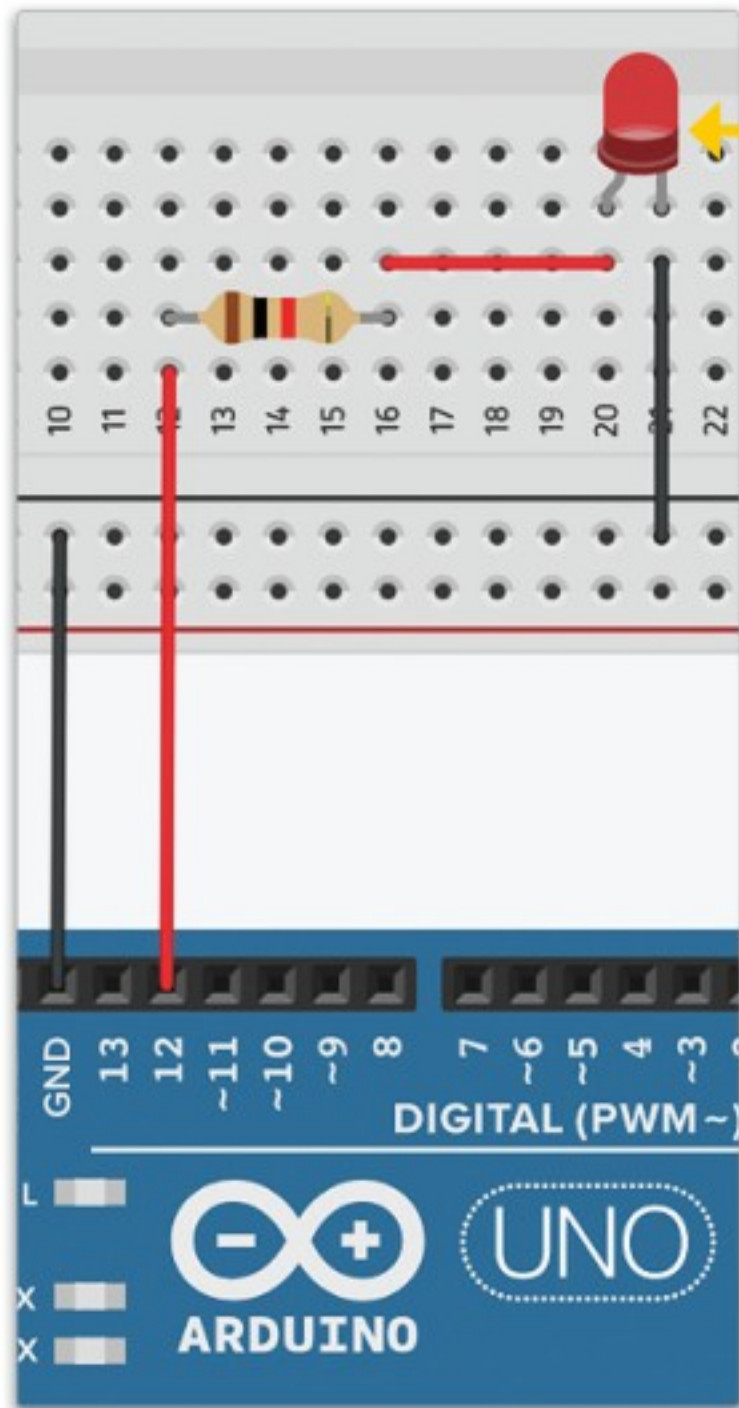 10 11 12 13 14 15 16 17 18 19 20 21 22
GND 13 12 ~11 ~10 ~9 8 7 ~6 ~5 4 ~3
DIGITAL (PWM~)
L
UNO
X
ARDUINO
X